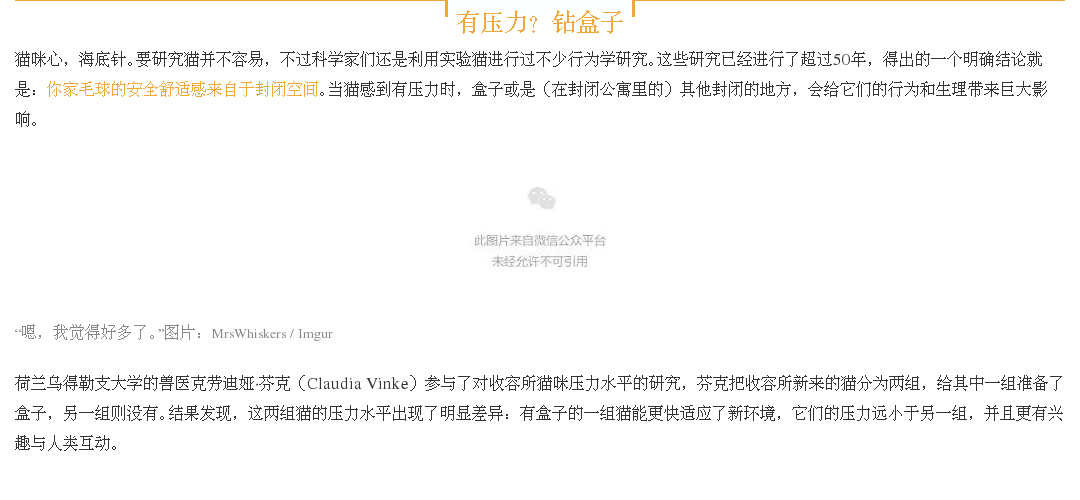 有压力？钻盒子
猫咪心，海底针。要研究猫并不容易，不过科学家们还是利用实验猫进行过不少行为学研究。这些研究已经进行了超过50年，得出的一个明确结论就
是：你家毛球的安全舒适感来自于封闭空间。当猫感到有压力时，盒子或是（在封闭公寓里的）其他封闭的地方，会给它们的行为和生理带来巨大影
响。
此图片来自微信公众平台
未经允许不可引用
“嗯，我觉得好多了。”图片：MrsWhiskers / Imgur
荷兰乌得勒支大学的兽医克劳迪娅·芬克（Claudia Vinke）参与了对收容所猫咪压力水平的研究，芬克把收容所新来的猫分为两组，给其中一组准备了
盒子，另一组则没有。结果发现，这两组猫的压力水平出现了明显差异：有盒子的一组猫能更快适应了新环境，它们的压力远小于另一组，并且更有兴
趣与人类互动。